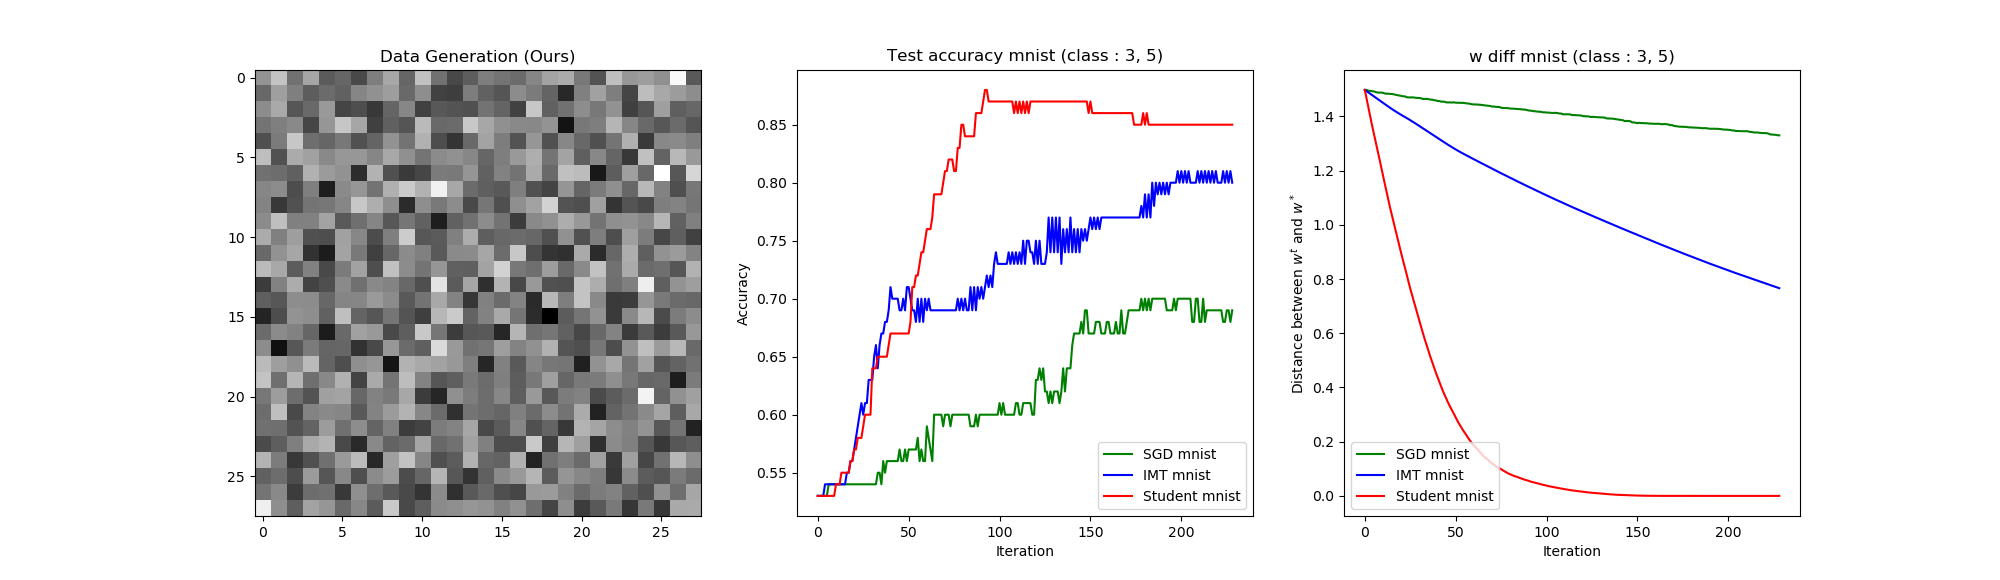 Data Generation (Ours)
0
5
10
15
20
25
0
5
10
15
20
25
Test accuracy mnist (class : 3, 5)
Accuracy
0.85
0.80
0.75
0.70
0.65
0.60
0.55
SGD mnist
IMT mnist
Student mnist
0
50
100
150
200
Iteration
w diff mnist (class : 3, 5)
Distance between w^t and w^*
1.4
1.2
1.0
0.8
0.6
0.4
0.2
0.0
SGD mnist
IMT mnist
Student mnist
0
50
100
150
200
Iteration